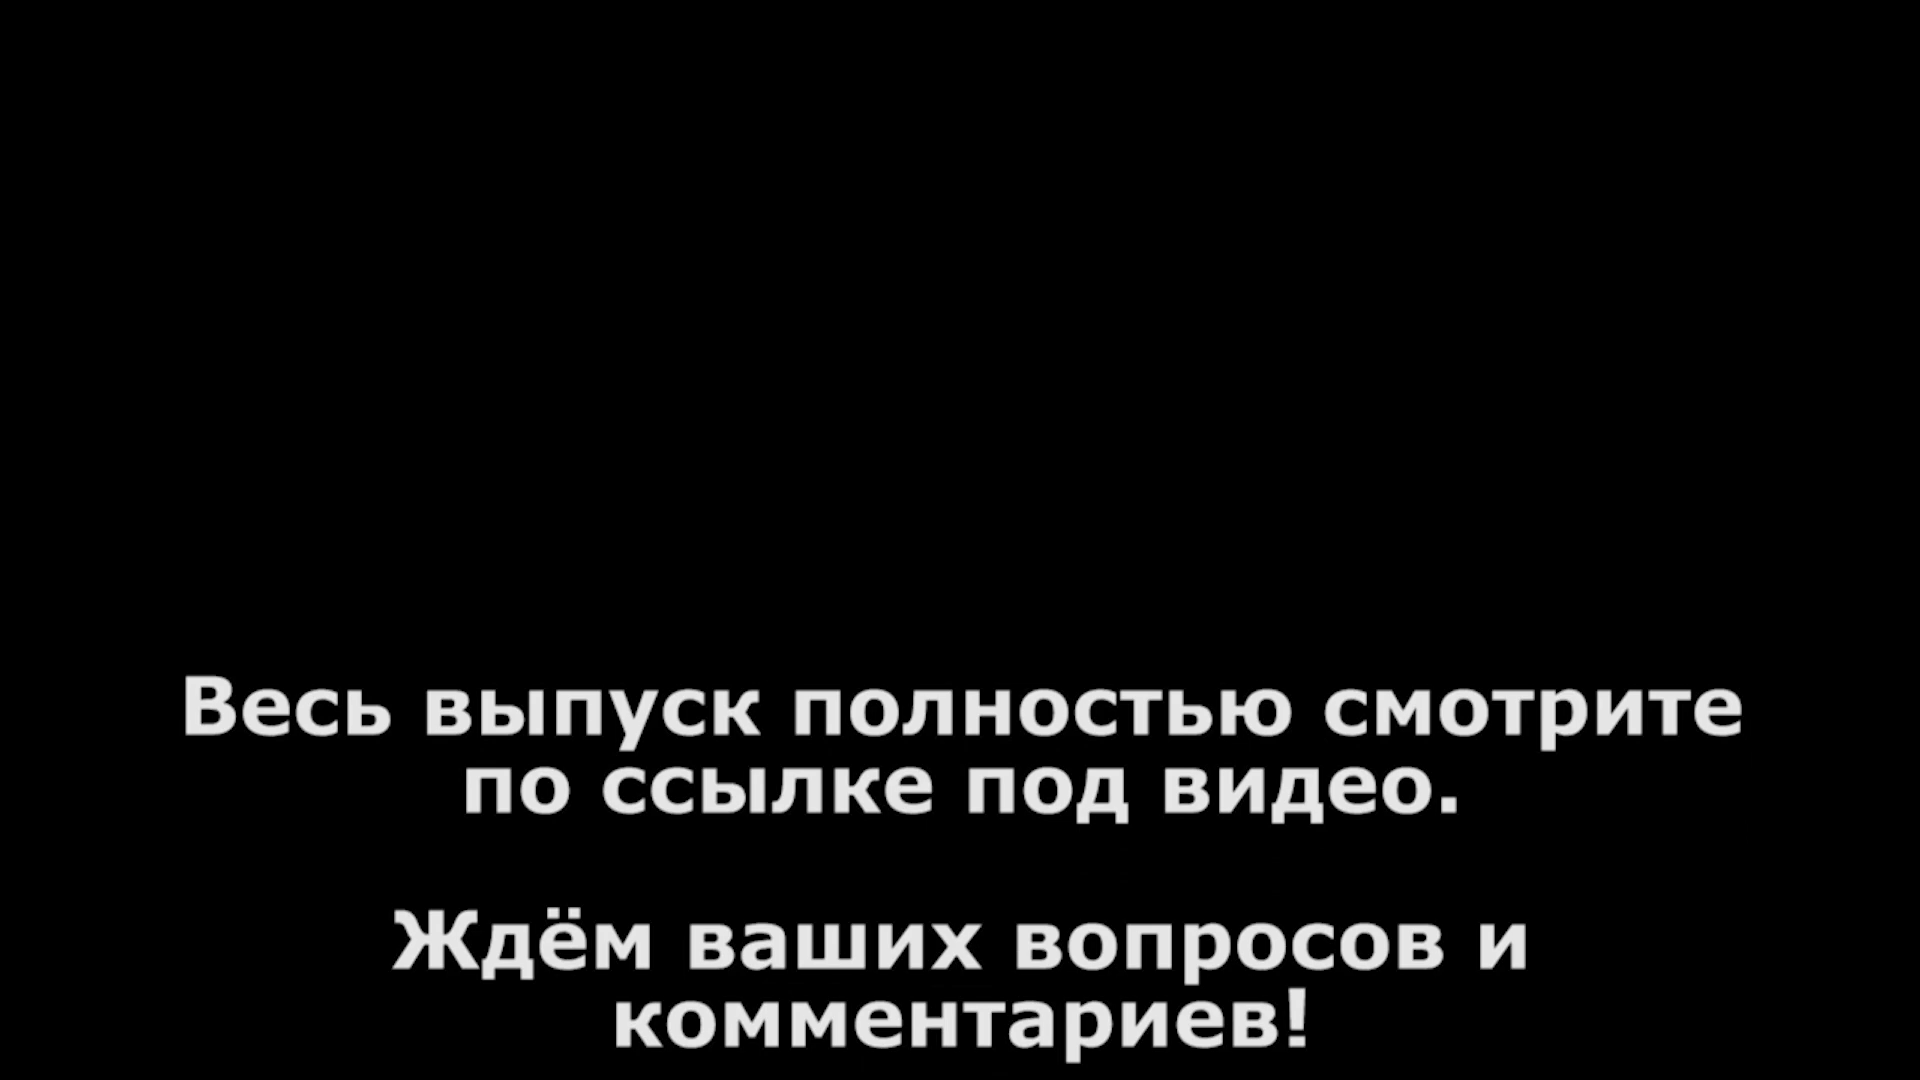 Весь выпуск полностью смотрите
по ссылке под видео.
Ждём ваших вопросов и
комментариев!